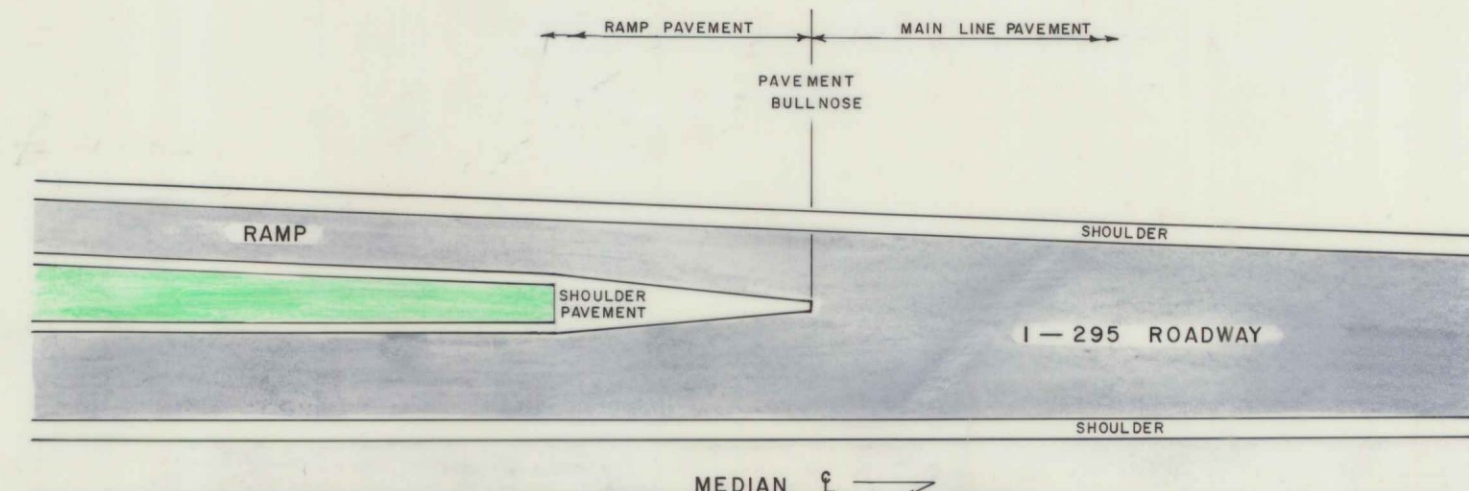 RAMP PAVEMENT
MAIN LINE PAVEMENT
PAVEMENT
BULLNOSE
RAMP
SHOULDER
SHOULDER
PAVEMENT
I — 295 ROADWAY
SHOULDER
MEDIAN ℄